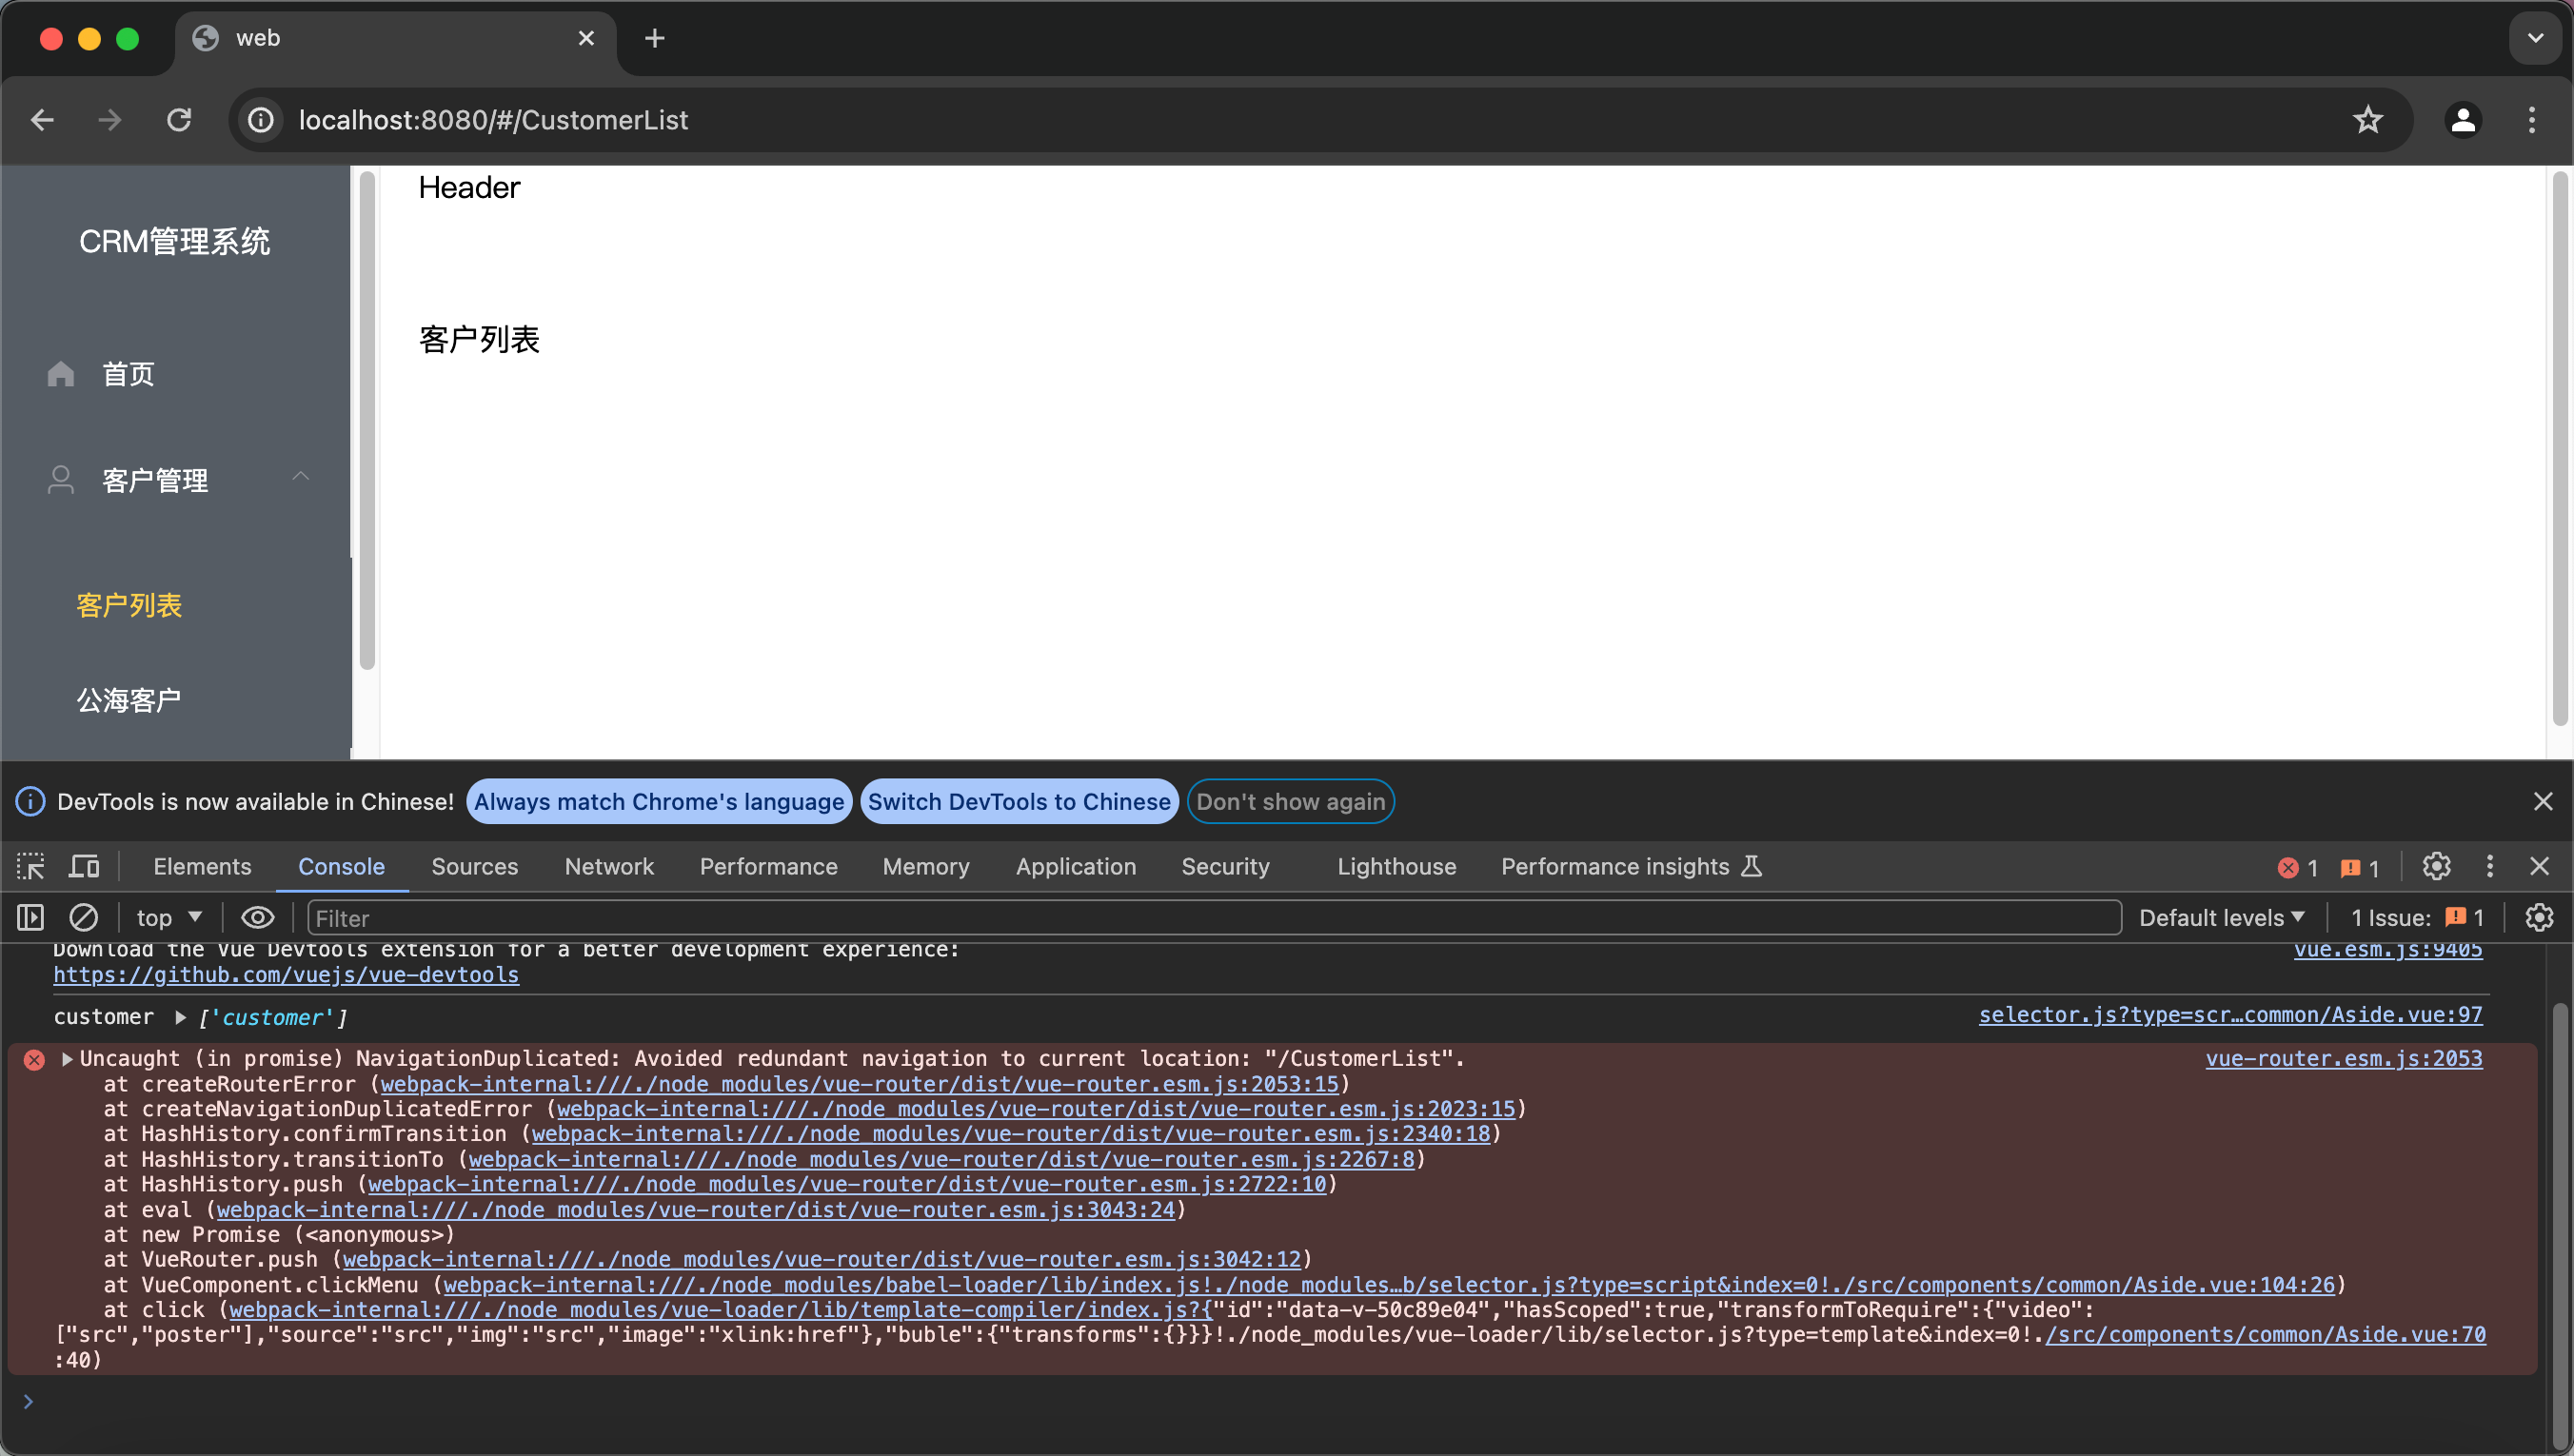 web
localhost:8080/#/CustomerList
CRM管理系统
首页
客户管理
客户列表
公海客户
Header
客户列表
DevTools is now available in Chinese! Always match Chrome's language Switch DevTools to Chinese Don't show again
Elements Console Sources Network Performance Memory Application Security Lighthouse Performance insights 1 1
top Filter Default levels 1 Issue: 1
Download the Vue Devtools extension for a better development experience: vue.esm.js:9405
https://github.com/vuejs/vue-devtools
customer ['customer'] selector.js?type=scr…common/Aside.vue:97
Uncaught (in promise) NavigationDuplicated: Avoided redundant navigation to current location: "/CustomerList". vue-router.esm.js:2053
at createRouterError (webpack-internal:///./node_modules/vue-router/dist/vue-router.esm.js:2053:15)
at createNavigationDuplicatedError (webpack-internal:///./node_modules/vue-router/dist/vue-router.esm.js:2023:15)
at HashHistory.confirmTransition (webpack-internal:///./node_modules/vue-router/dist/vue-router.esm.js:2340:18)
at HashHistory.transitionTo (webpack-internal:///./node_modules/vue-router/dist/vue-router.esm.js:2267:8)
at HashHistory.push (webpack-internal:///./node_modules/vue-router/dist/vue-router.esm.js:2722:10)
at eval (webpack-internal:///./node_modules/vue-router/dist/vue-router.esm.js:3043:24)
at new Promise (<anonymous>)
at VueRouter.push (webpack-internal:///./node_modules/vue-router/dist/vue-router.esm.js:3042:12)
at VueComponent.clickMenu (webpack-internal:///./node_modules/babel-loader/lib/index.js!./node_modules…b/selector.js?type=script&index=0!./src/components/common/Aside.vue:104:26)
at click (webpack-internal:///./node_modules/vue-loader/lib/template-compiler/index.js?{"id":"data-v-50c89e04","hasScoped":true,"transformToRequire":{"video":
["src","poster"],"source":"src","img":"src","image":"xlink:href"},"buble":{"transforms":{}}}!./node_modules/vue-loader/lib/selector.js?type=template&index=0!./src/components/common/Aside.vue:70
:40)